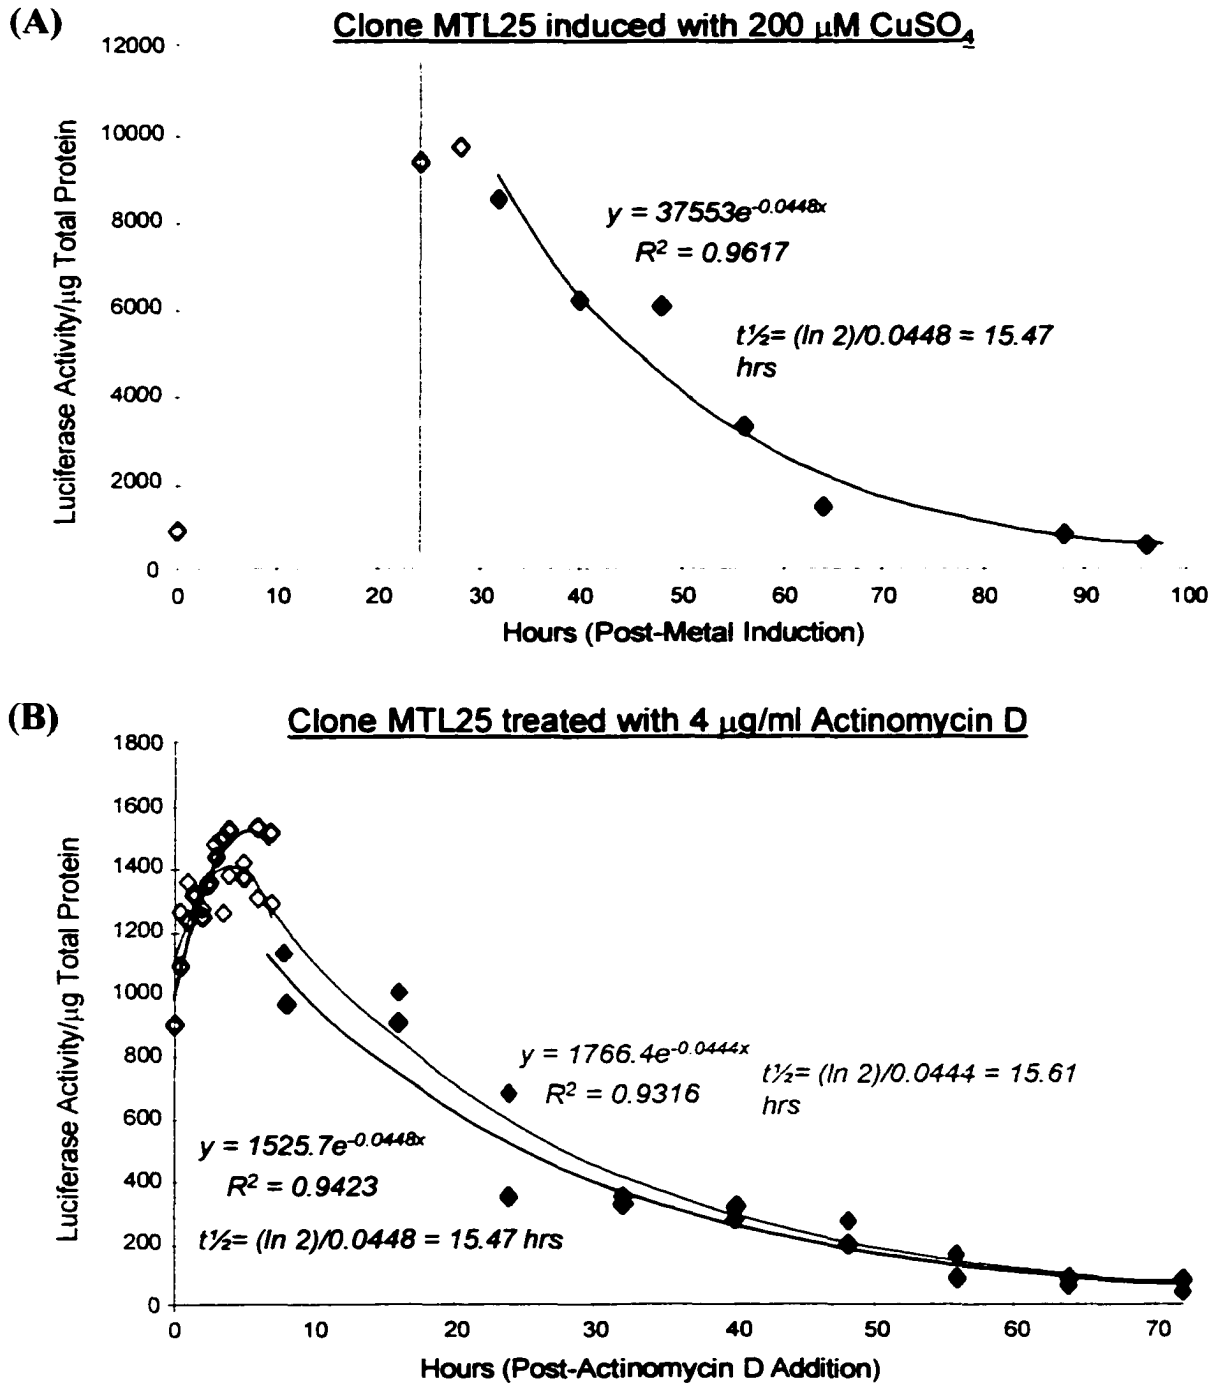 (A)
Clone MTL25 induced with 200 µM CuSO4
12000
10000
8000
6000
4000
2000
0
Luciferase Activity/µg Total Protein
y = 37553e-0.0448x
R2 = 0.9617
t½= (ln 2)/0.0448 = 15.47
hrs
0 10 20 30 40 50 60 70 80 90 100
Hours (Post-Metal Induction)
(B)
Clone MTL25 treated with 4 µg/ml Actinomycin D
1800
1600
1400
1200
1000
800
600
400
200
0
Luciferase Activity/µg Total Protein
y = 1766.4e-0.0444x
R2 = 0.9316
t½= (ln 2)/0.0444 = 15.61
hrs
y = 1525.7e-0.0448x
R2 = 0.9423
t½= (ln 2)/0.0448 = 15.47 hrs
0 10 20 30 40 50 60 70
Hours (Post-Actinomycin D Addition)